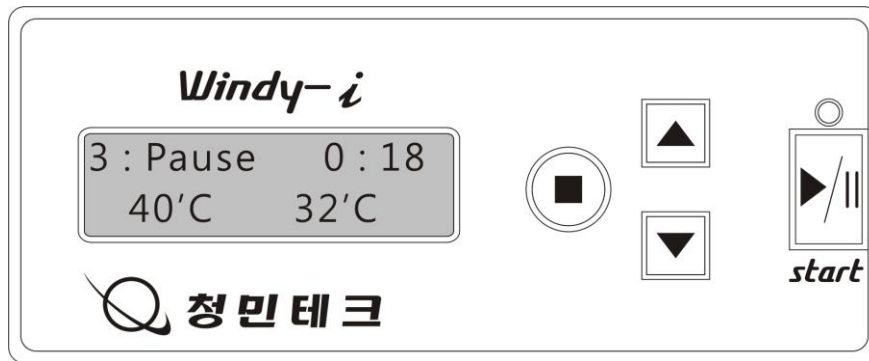 Windy-i
3 : Pause 0 : 18
40'C 32'C
start
청민테크